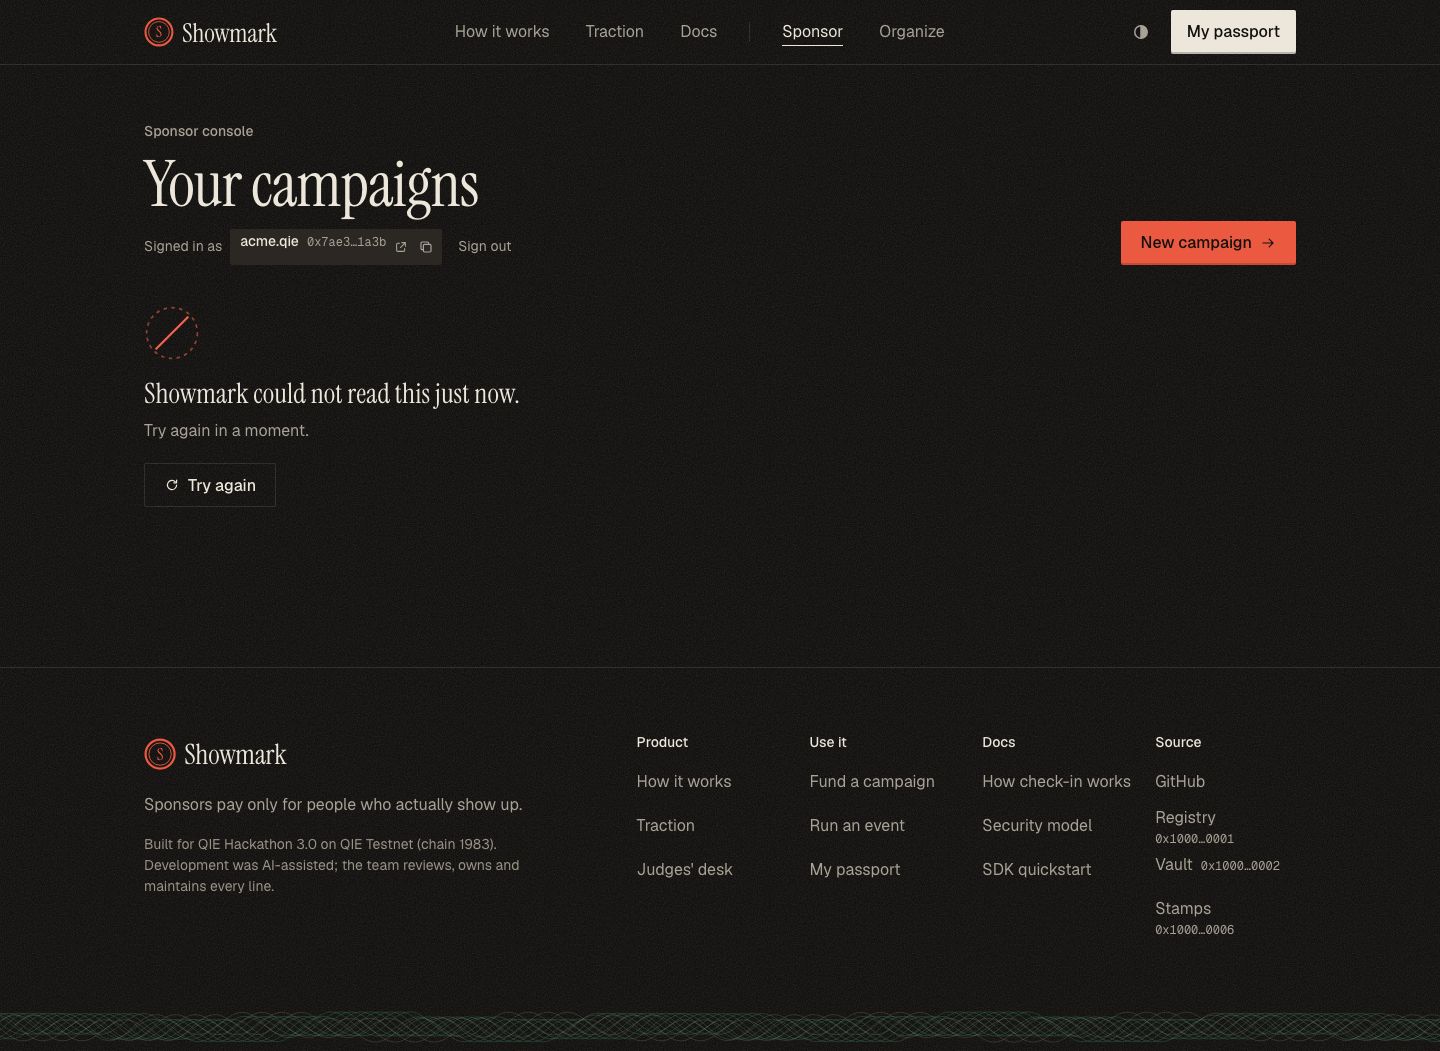 S Showmark
How it works Traction Docs Sponsor Organize
My passport
Sponsor console
Your campaigns
Signed in as acme.qie 0x7ae3…1a3b Sign out
New campaign →
Showmark could not read this just now.
Try again in a moment.
Try again
S Showmark
Sponsors pay only for people who actually show up.
Built for QIE Hackathon 3.0 on QIE Testnet (chain 1983).
Development was AI-assisted; the team reviews, owns and
maintains every line.
Product
How it works
Traction
Judges' desk
Use it
Fund a campaign
Run an event
My passport
Docs
How check-in works
Security model
SDK quickstart
Source
GitHub
Registry
0x1000…0001
Vault 0x1000…0002
Stamps
0x1000…0006